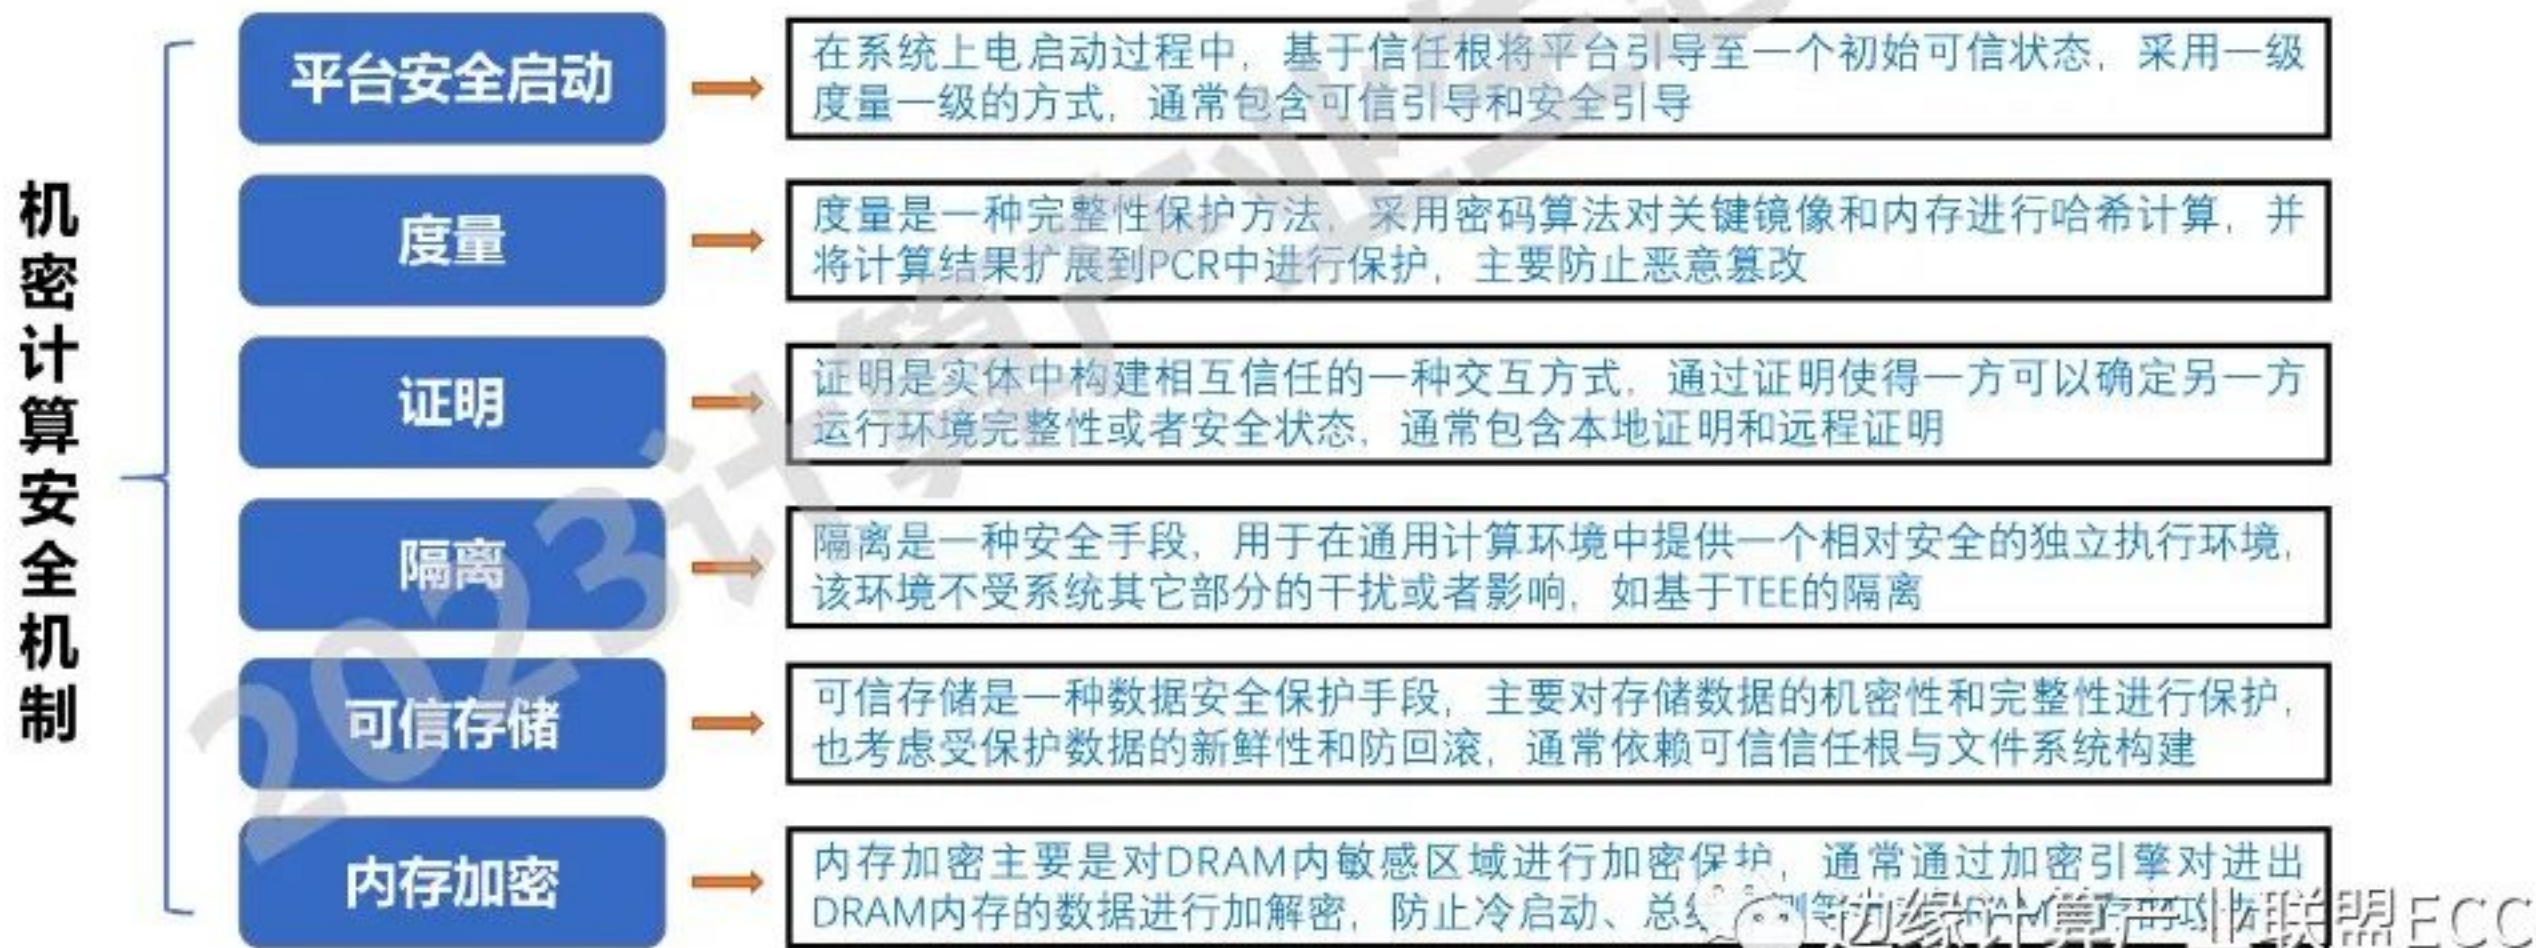 机密计算安全机制
平台安全启动
在系统上电启动过程中，基于信任根将平台引导至一个初始可信状态，采用一级
度量一级的方式，通常包含可信引导和安全引导
度量
度量是一种完整性保护方法，采用密码算法对关键镜像和内存进行哈希计算，并
将计算结果扩展到PCR中进行保护，主要防止恶意篡改
证明
证明是实体中构建相互信任的一种交互方式，通过证明使得一方可以确定另一方
运行环境完整性或者安全状态，通常包含本地证明和远程证明
隔离
隔离是一种安全手段，用于在通用计算环境中提供一个相对安全的独立执行环境，
该环境不受系统其它部分的干扰或者影响，如基于TEE的隔离
可信存储
可信存储是一种数据安全保护手段，主要对存储数据的机密性和完整性进行保护，
也考虑受保护数据的新鲜性和防回滚，通常依赖可信信任根与文件系统构建
内存加密
内存加密主要是对DRAM内敏感区域进行加密保护，通常通过加密引擎对进出
DRAM内存的数据进行加解密，防止冷启动、总
2023计算产业
边缘计算产业联盟ECC